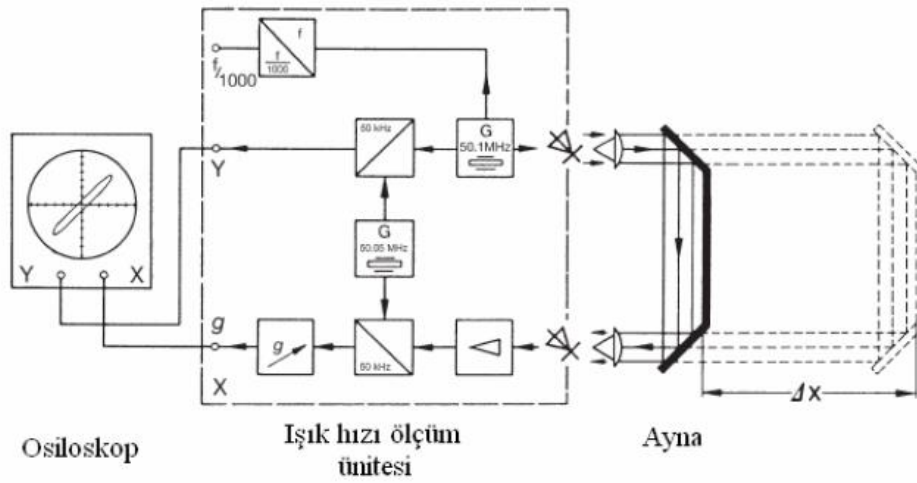 f
f
1000
f/1000
50 kHz
G
50.1MHz
Y
G
50.05 MHz
Y X
g
g
50 kHz
X
Δx
Osiloskop
Işık hızı ölçüm
ünitesi
Ayna